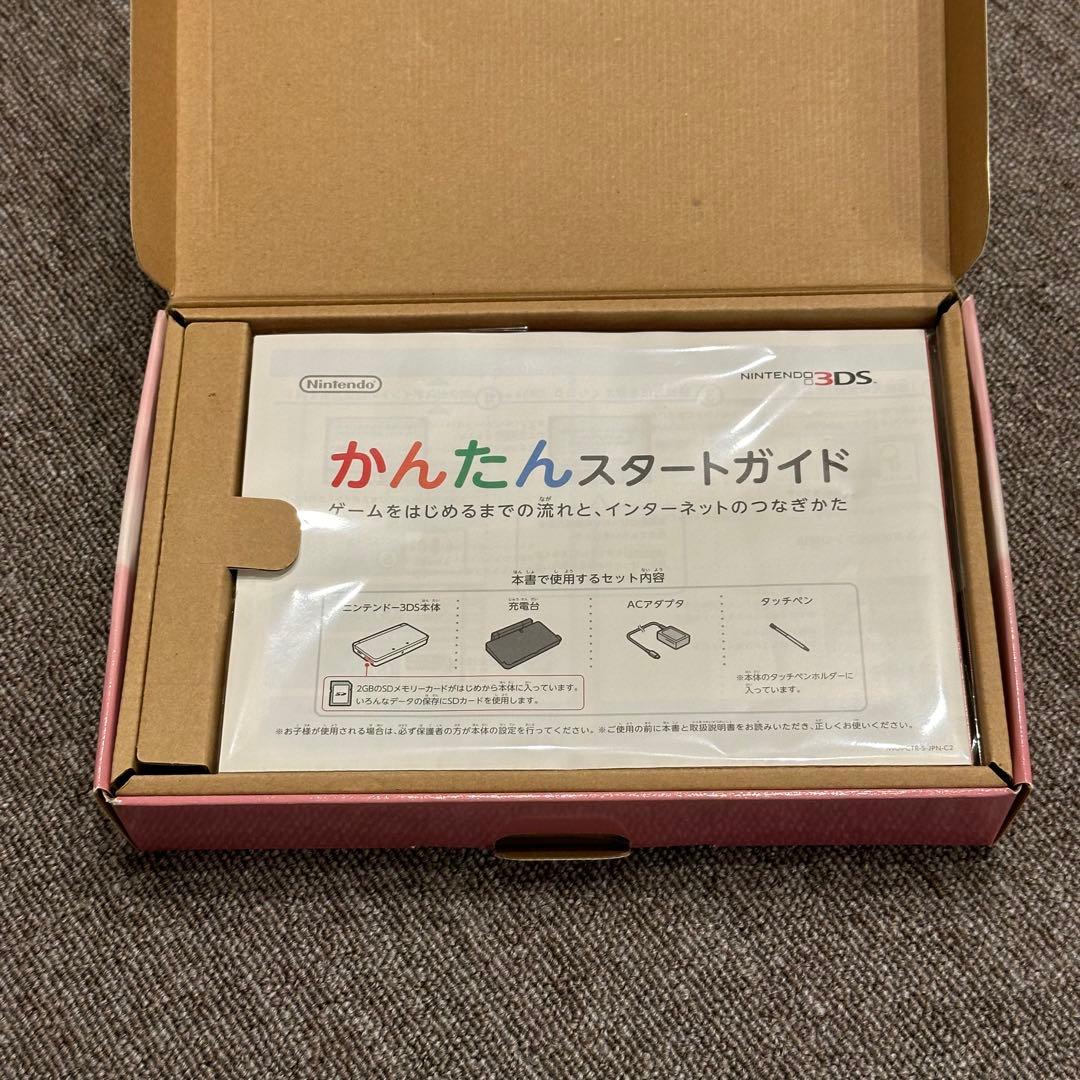 Nintendo
NINTENDO 3DS
かんたんスタートガイド
ゲームをはじめるまでの流れと、インターネットのつなぎかた
本書で使用するセット内容
ニンテンドー3DS本体
充電台
ACアダプタ
タッチペン
2GBのSDメモリーカードがはじめから本体に入っています。
いろんなデータの保存にSDカードを使用します。
※本体のタッチペンホルダーに
入っています。
※お子様が使用される場合は、必ず保護者の方が本体の設定を行ってください。※ご使用の前に本書と取扱説明書をお読みいただき、正しくお使いください。
CTR-S-JPN-C2